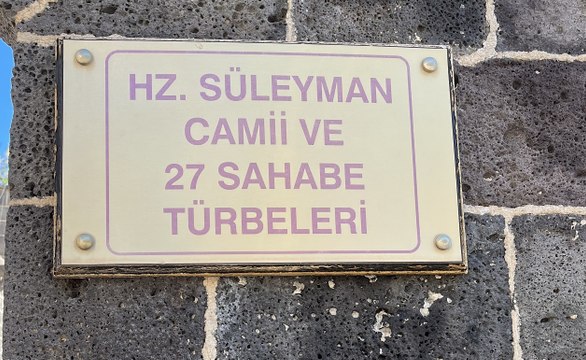 HZ. SÜLEYMAN
CAMİİ VE
27 SAHABE
TÜRBELERİ